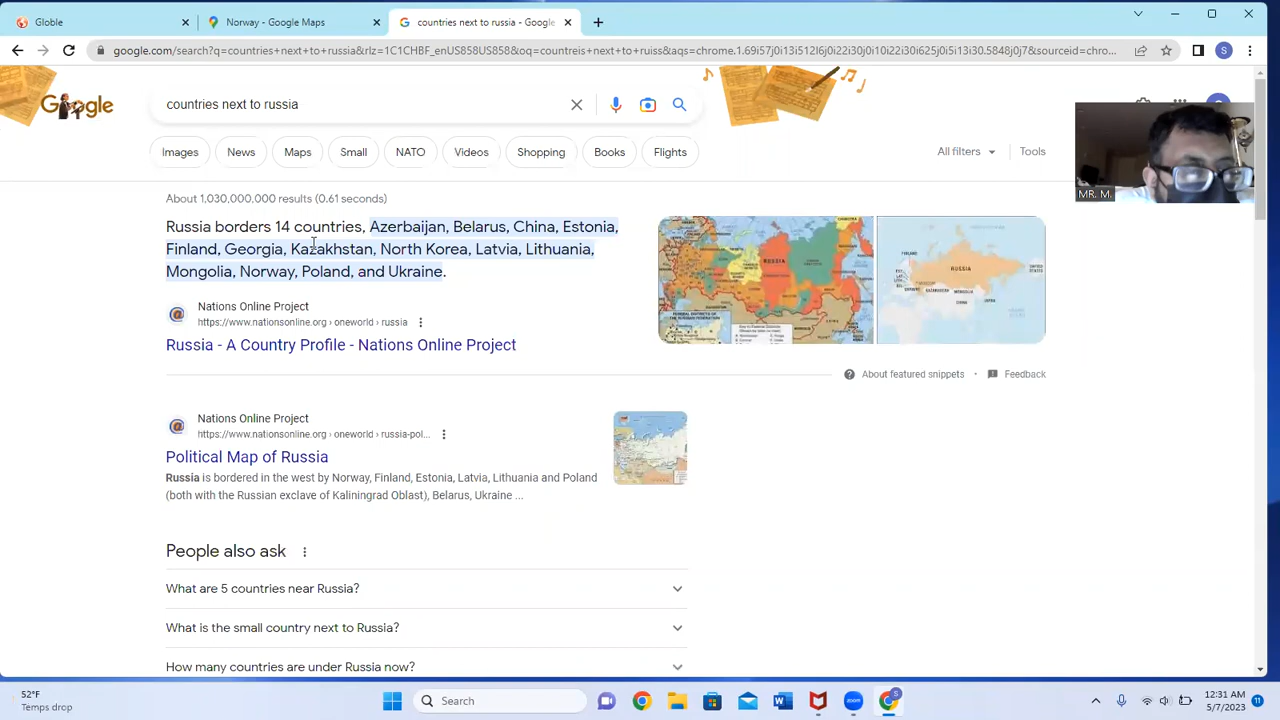 Globle
Norway - Google Maps
countries next to russia - Google
google.com/search?q=countries+next+to+russia&rlz=1C1CHBF_enUS858US858&oq=countreis+next+to+ruiss&aqs=chrome.1.69i57j0i13i512l6j0i22i30j0i10i22i30i625j0i5i13i30.5848j0j7&sourceid=chro...
Google
countries next to russia
Images
News
Maps
Small
NATO
Videos
Shopping
Books
Flights
All filters
Tools
MR. M.
About 1,030,000,000 results (0.61 seconds)
Russia borders 14 countries, Azerbaijan, Belarus, China, Estonia,
Finland, Georgia, Kazakhstan, North Korea, Latvia, Lithuania,
Mongolia, Norway, Poland, and Ukraine.
RUSSIA
RUSSIA
Nations Online Project
https://www.nationsonline.org › oneworld › russia
Russia - A Country Profile - Nations Online Project
About featured snippets
Feedback
Nations Online Project
https://www.nationsonline.org › oneworld › russia-pol...
Political Map of Russia
Russia is bordered in the west by Norway, Finland, Estonia, Latvia, Lithuania and Poland
(both with the Russian exclave of Kaliningrad Oblast), Belarus, Ukraine ...
People also ask
What are 5 countries near Russia?
What is the small country next to Russia?
How many countries are under Russia now?
52°F
Temps drop
Search
12:31 AM
5/7/2023